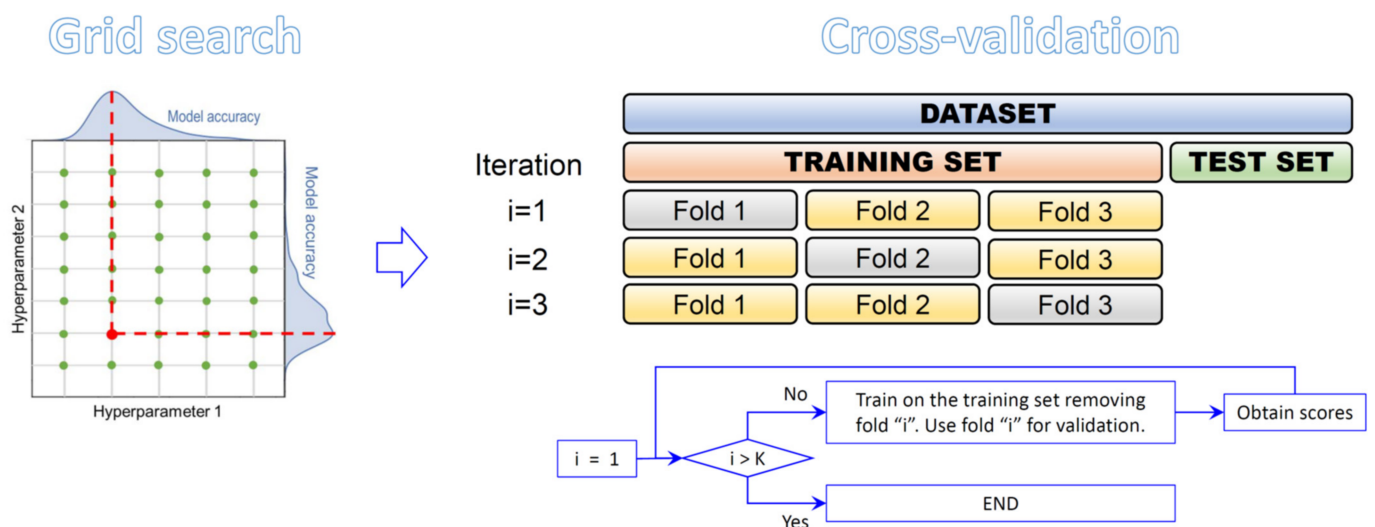 Grid search
Cross-validation
Model accuracy
Model accuracy
Hyperparameter 2
Hyperparameter 1
DATASET
Iteration
TRAINING SET
TEST SET
i=1
Fold 1
Fold 2
Fold 3
i=2
Fold 1
Fold 2
Fold 3
i=3
Fold 1
Fold 2
Fold 3
i = 1
i > K
No
Train on the training set removing
fold “i”. Use fold “i” for validation.
Obtain scores
Yes
END